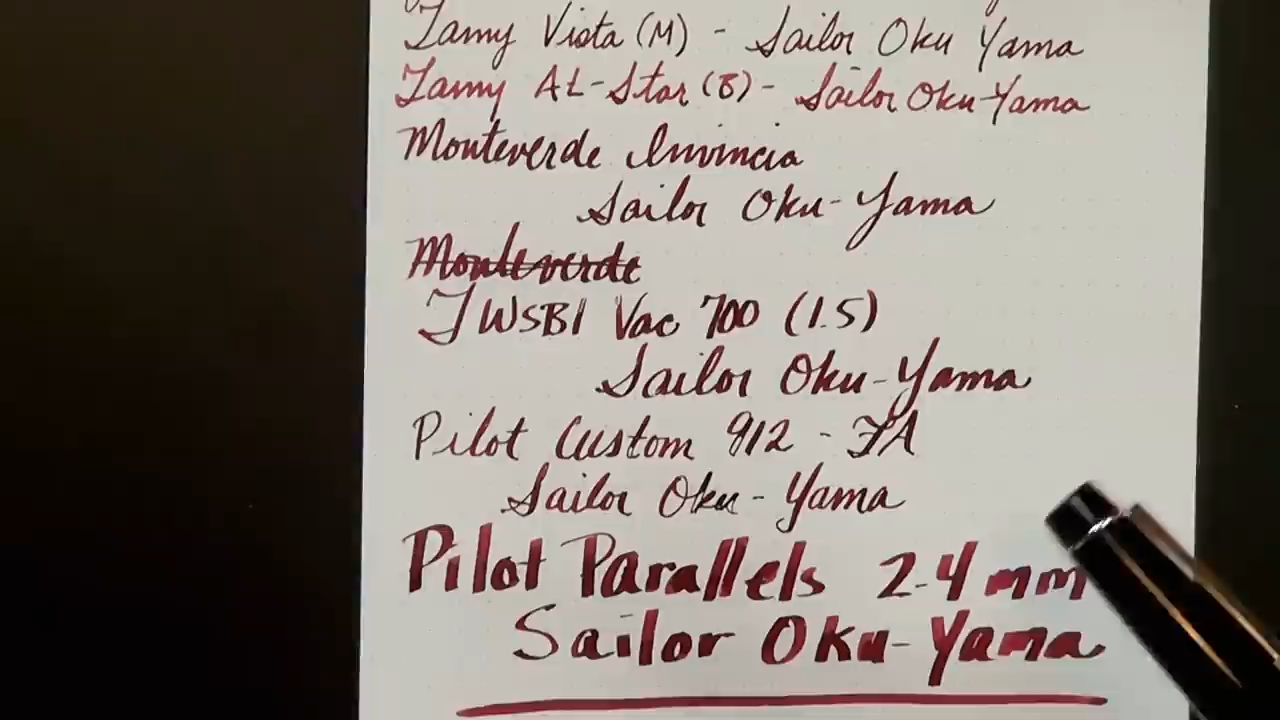 Lamy Vista (M) - Sailor Oku Yama
Lamy AL-Star (B) - Sailor Oku-Yama
Monteverde Invincia
Sailor Oku-Yama
Monteverde
TWSBI Vac 700 (1.5)
Sailor Oku-Yama
Pilot Custom 912 - FA
Sailor Oku-Yama
Pilot Parallels 2-4 mm
Sailor Oku-Yama